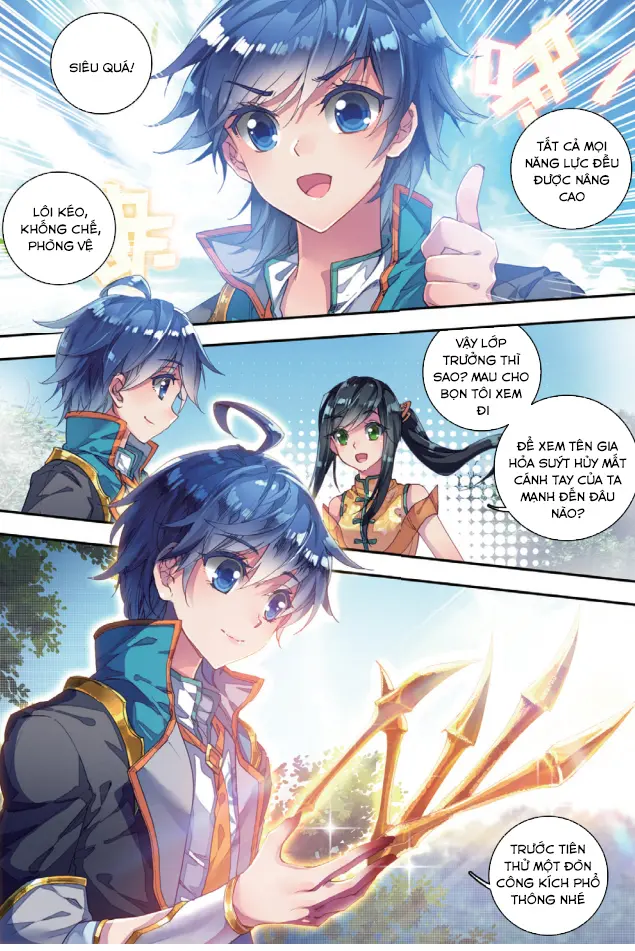 SIÊU QUÁ!
TẤT CẢ MỌI
NĂNG LỰC ĐỀU
ĐƯỢC NÂNG
CAO
LÔI KÉO,
KHỐNG CHẾ,
PHÒNG VỆ
VẬY LỚP
TRƯỞNG THÌ
SAO? MAU CHO
BỌN TÔI XEM
ĐI
ĐỂ XEM TÊN GIA
HỎA SUÝT HỦY MẤT
CÁNH TAY CỦA TA
MẠNH ĐẾN ĐÂU
NÀO?
TRƯỚC TIÊN
THỬ MỘT ĐÒN
CÔNG KÍCH PHỔ
THÔNG NHÉ